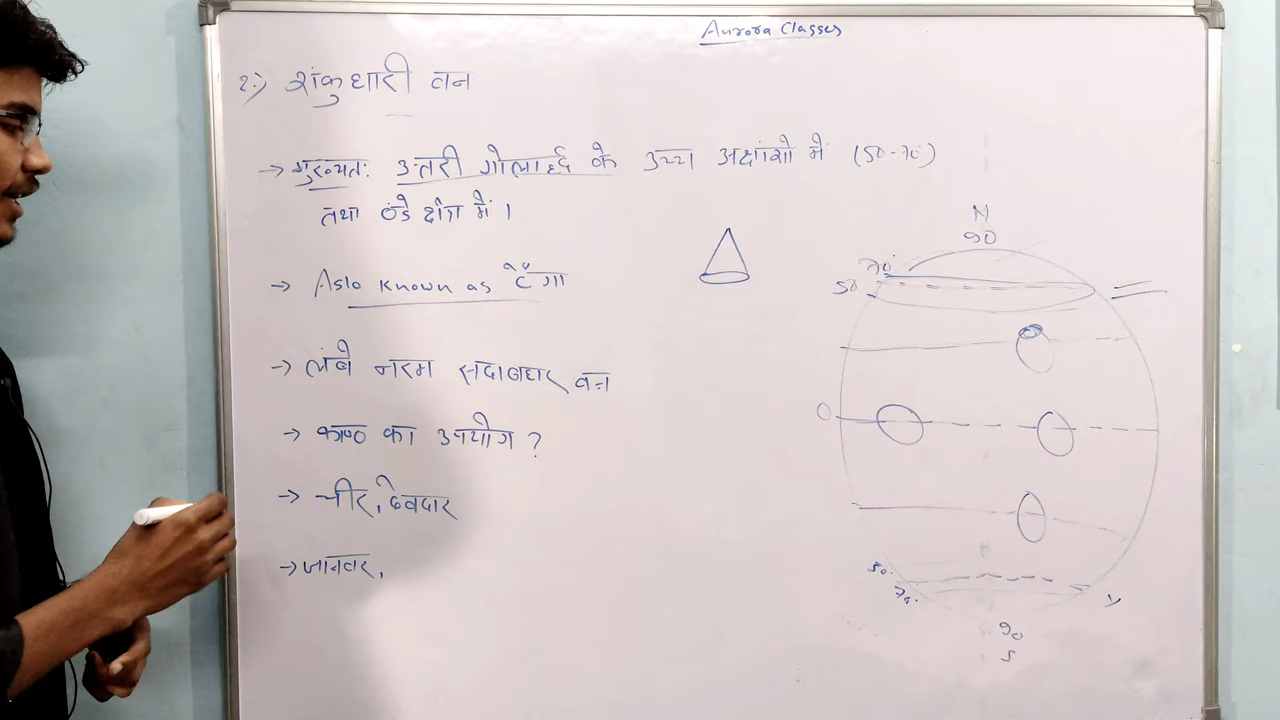 Aurora Classes
2:) शंकुधारी वन
→ मुख्यतः उत्तरी गोलार्द्ध के उच्च अक्षांशो में (50-70°)
तथा ठंडे क्षेत्र में।
→ Aslo known as "टैगा
→ लंबे नरम सदाबहार वन
→ काष्ठ का उपयोग ?
→ चीर, देवदार
→ जानवर,
N
90
70°
50
0
50.
70.
90
S